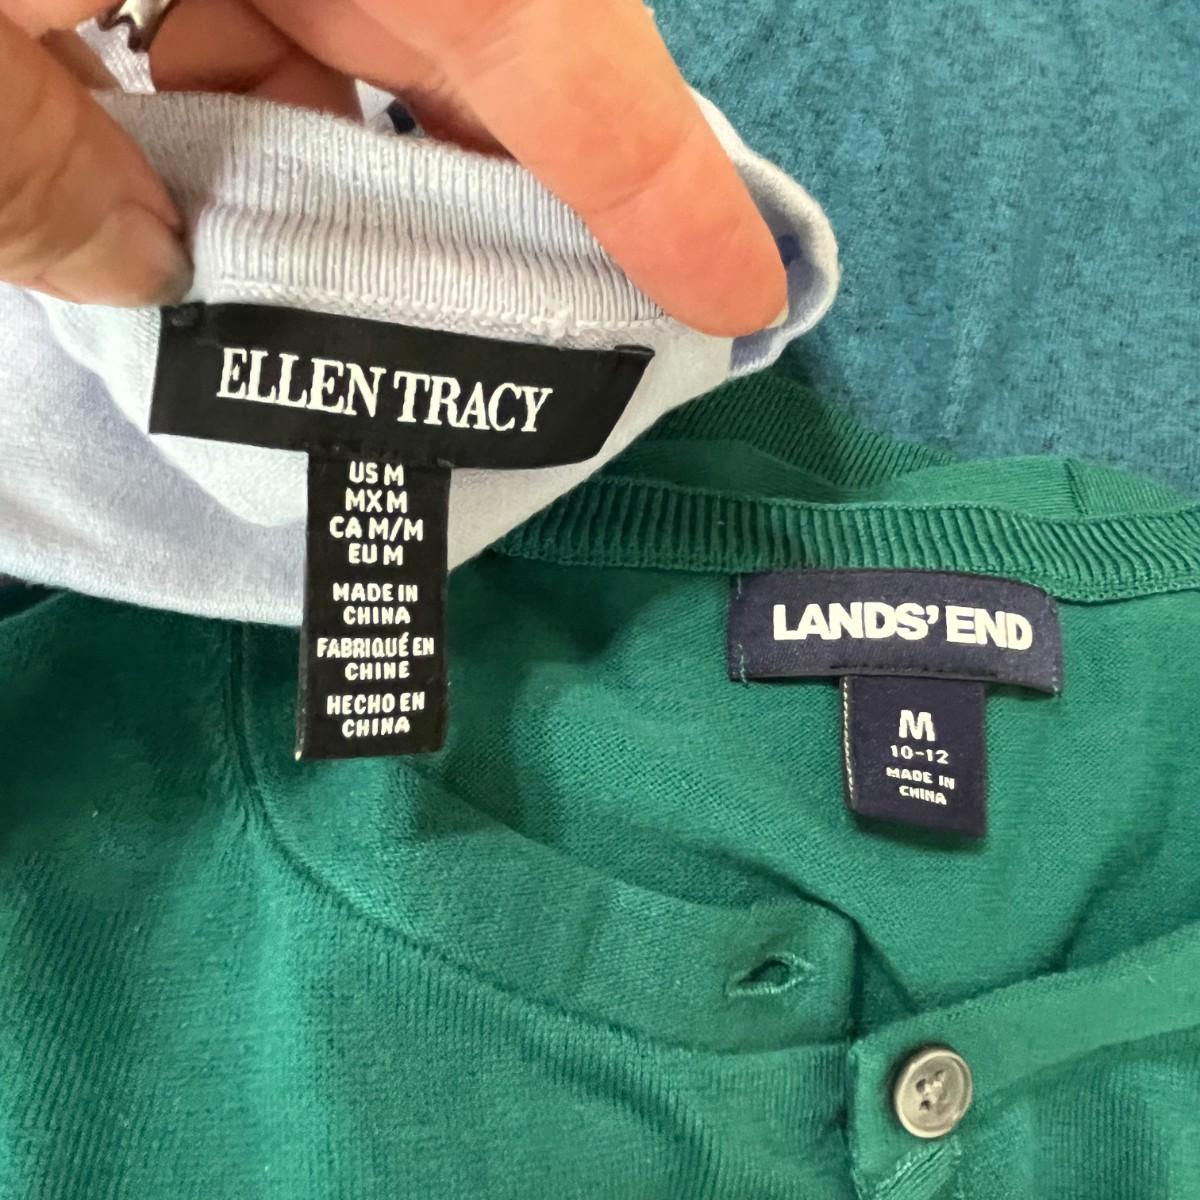 ELLEN TRACY
US M
MX M
CA M/M
EU M
MADE IN
CHINA
FABRIQUÉ EN
CHINE
HECHO EN
CHINA
LANDS' END
M
10-12
MADE IN
CHINA